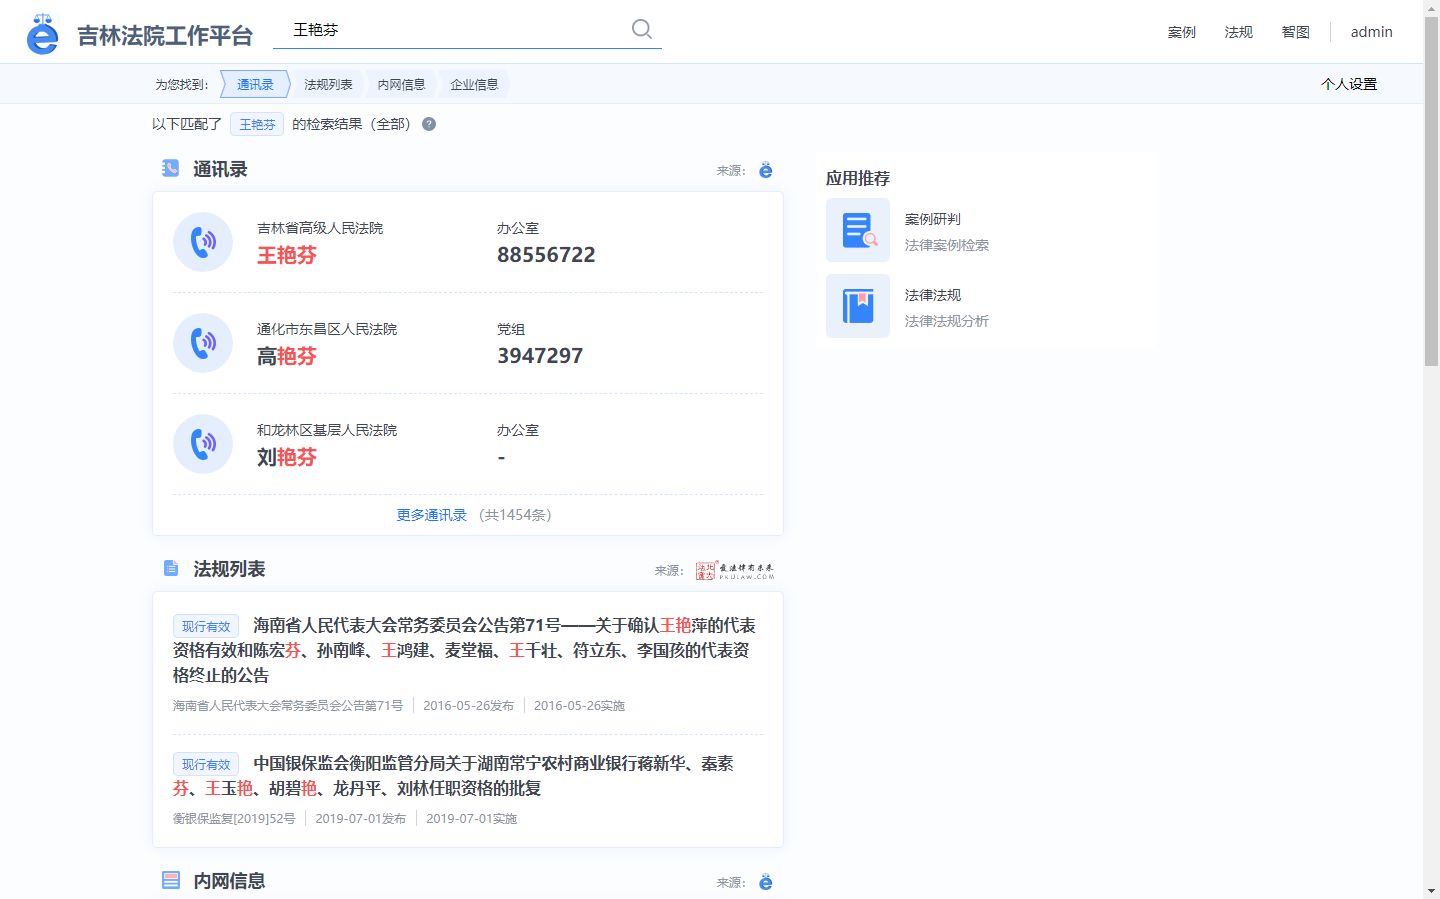 吉林法院工作平台
王艳芬
案例
法规
智图
admin
为您找到：
通讯录
法规列表
内网信息
企业信息
个人设置
以下匹配了 王艳芬 的检索结果（全部） ?
通讯录
来源：
吉林省高级人民法院
办公室
王艳芬
88556722
通化市东昌区人民法院
党组
高艳芬
3947297
和龙林区基层人民法院
办公室
刘艳芬
-
更多通讯录 （共1454条）
应用推荐
案例研判
法律案例检索
法律法规
法律法规分析
法规列表
来源：
北大法宝
爱法律有未来
PKULAW.COM
现行有效 海南省人民代表大会常务委员会公告第71号——关于确认王艳萍的代表
资格有效和陈宏芬、孙南峰、王鸿建、麦堂福、王千壮、符立东、李国孩的代表资
格终止的公告
海南省人民代表大会常务委员会公告第71号
2016-05-26发布
2016-05-26实施
现行有效 中国银保监会衡阳监管分局关于湖南常宁农村商业银行蒋新华、秦素
芬、王玉艳、胡碧艳、龙丹平、刘林任职资格的批复
衡银保监复[2019]52号
2019-07-01发布
2019-07-01实施
内网信息
来源：